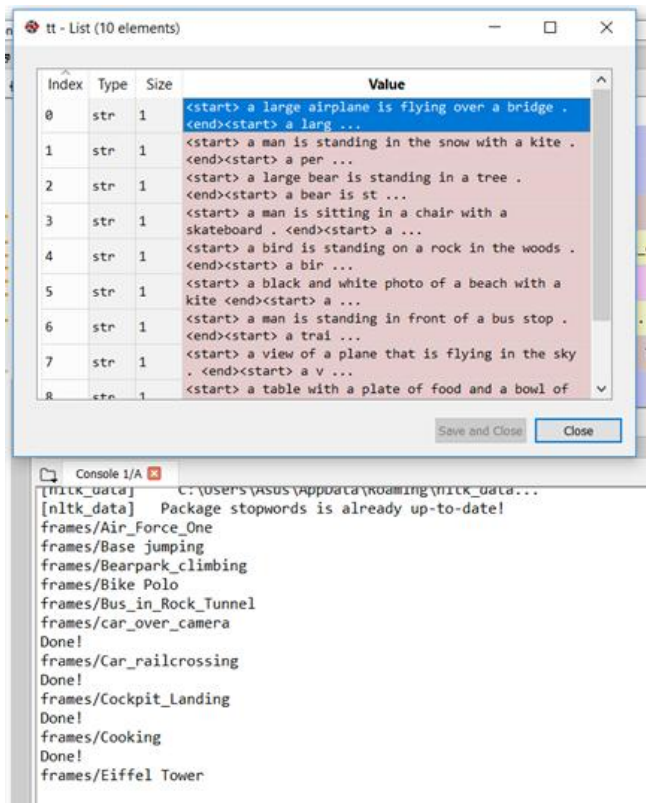 tt - List (10 elements)
Index Type Size Value
0 str 1 <start> a large airplane is flying over a bridge .
<end><start> a larg ...
1 str 1 <start> a man is standing in the snow with a kite .
<end><start> a per ...
2 str 1 <start> a large bear is standing in a tree .
<end><start> a bear is st ...
3 str 1 <start> a man is sitting in a chair with a
skateboard . <end><start> a ...
4 str 1 <start> a bird is standing on a rock in the woods .
<end><start> a bir ...
5 str 1 <start> a black and white photo of a beach with a
kite <end><start> a ...
6 str 1 <start> a man is standing in front of a bus stop .
<end><start> a trai ...
7 str 1 <start> a view of a plane that is flying in the sky
. <end><start> a v ...
8 str 1 <start> a table with a plate of food and a bowl of
Save and Close Close
Console 1/A
[nltk_data] C:\Users\Asus\AppData\Roaming\nltk_data...
[nltk_data] Package stopwords is already up-to-date!
frames/Air_Force_One
frames/Base jumping
frames/Bearpark_climbing
frames/Bike Polo
frames/Bus_in_Rock_Tunnel
frames/car_over_camera
Done!
frames/Car_railcrossing
Done!
frames/Cockpit_Landing
Done!
frames/Cooking
Done!
frames/Eiffel Tower